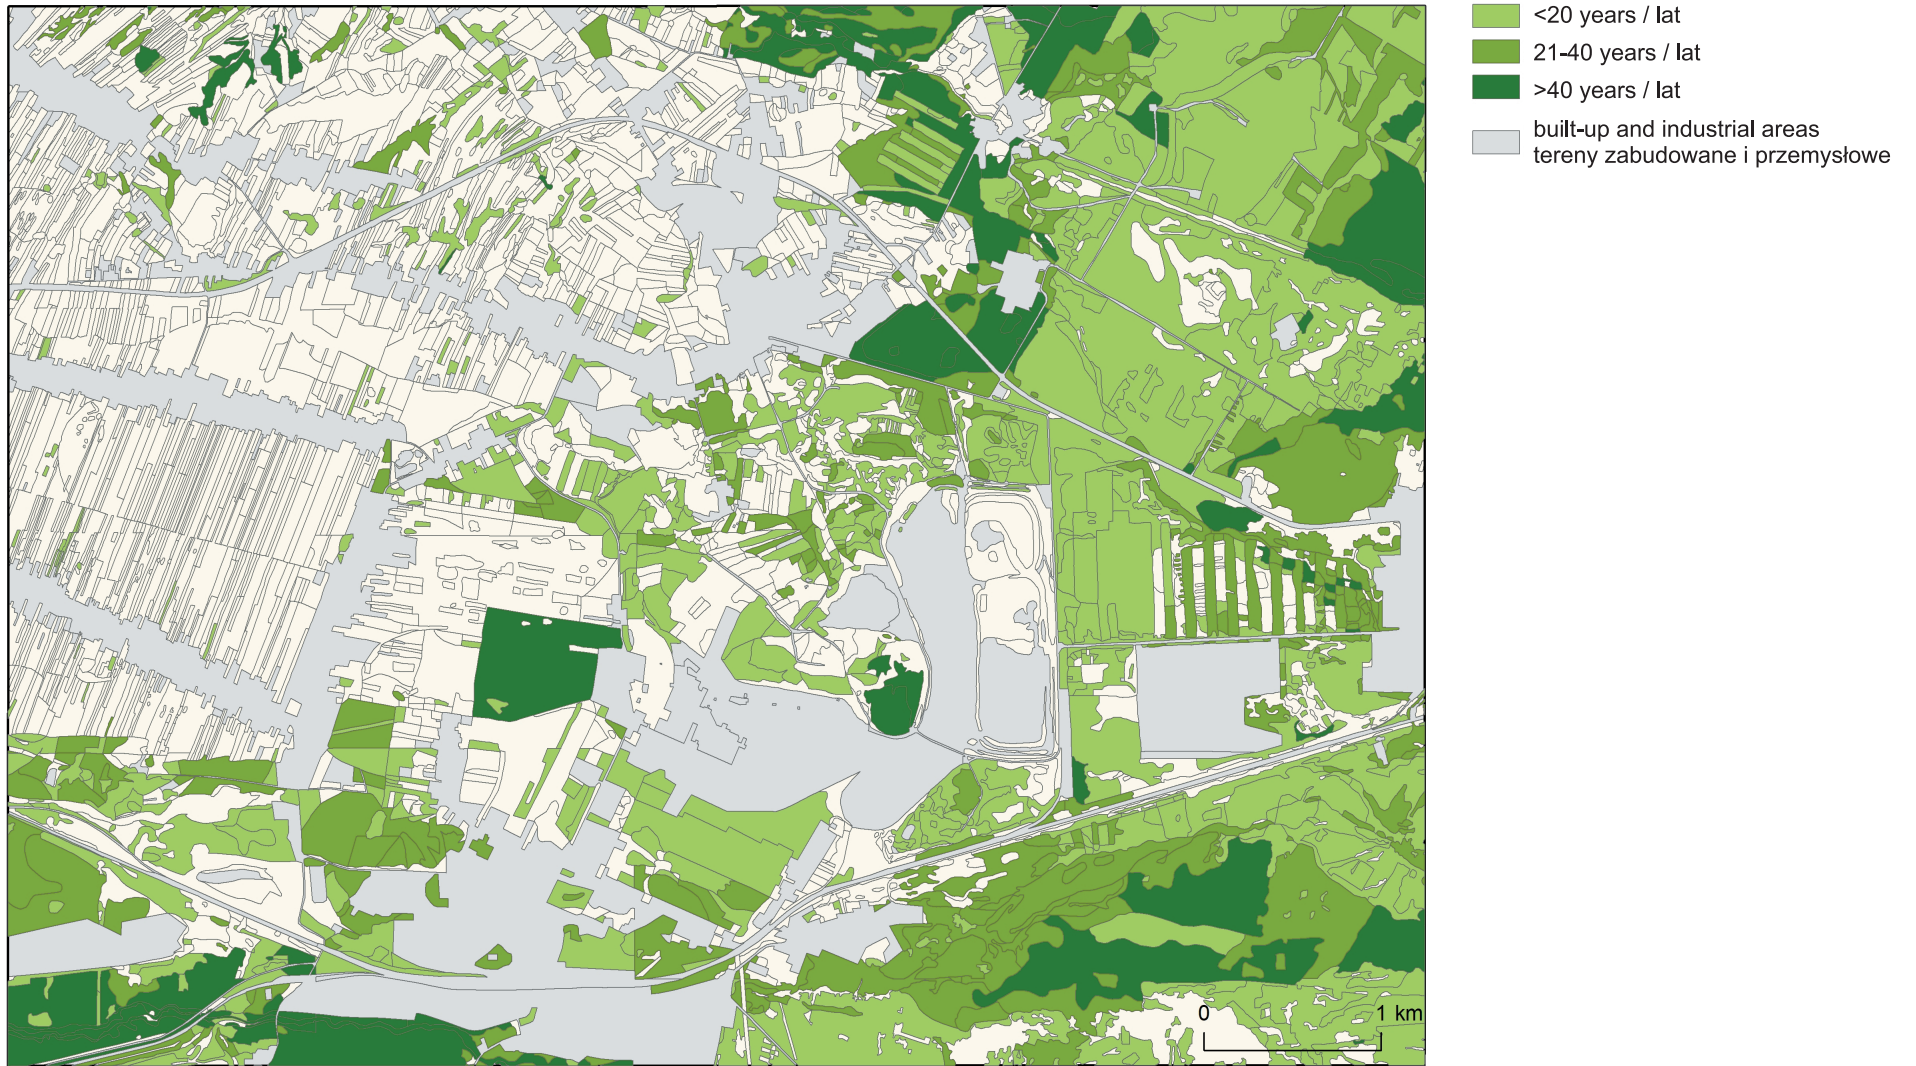 <20 years / lat
21-40 years / lat
>40 years / lat
built-up and industrial areas
tereny zabudowane i przemysłowe
0 1 km